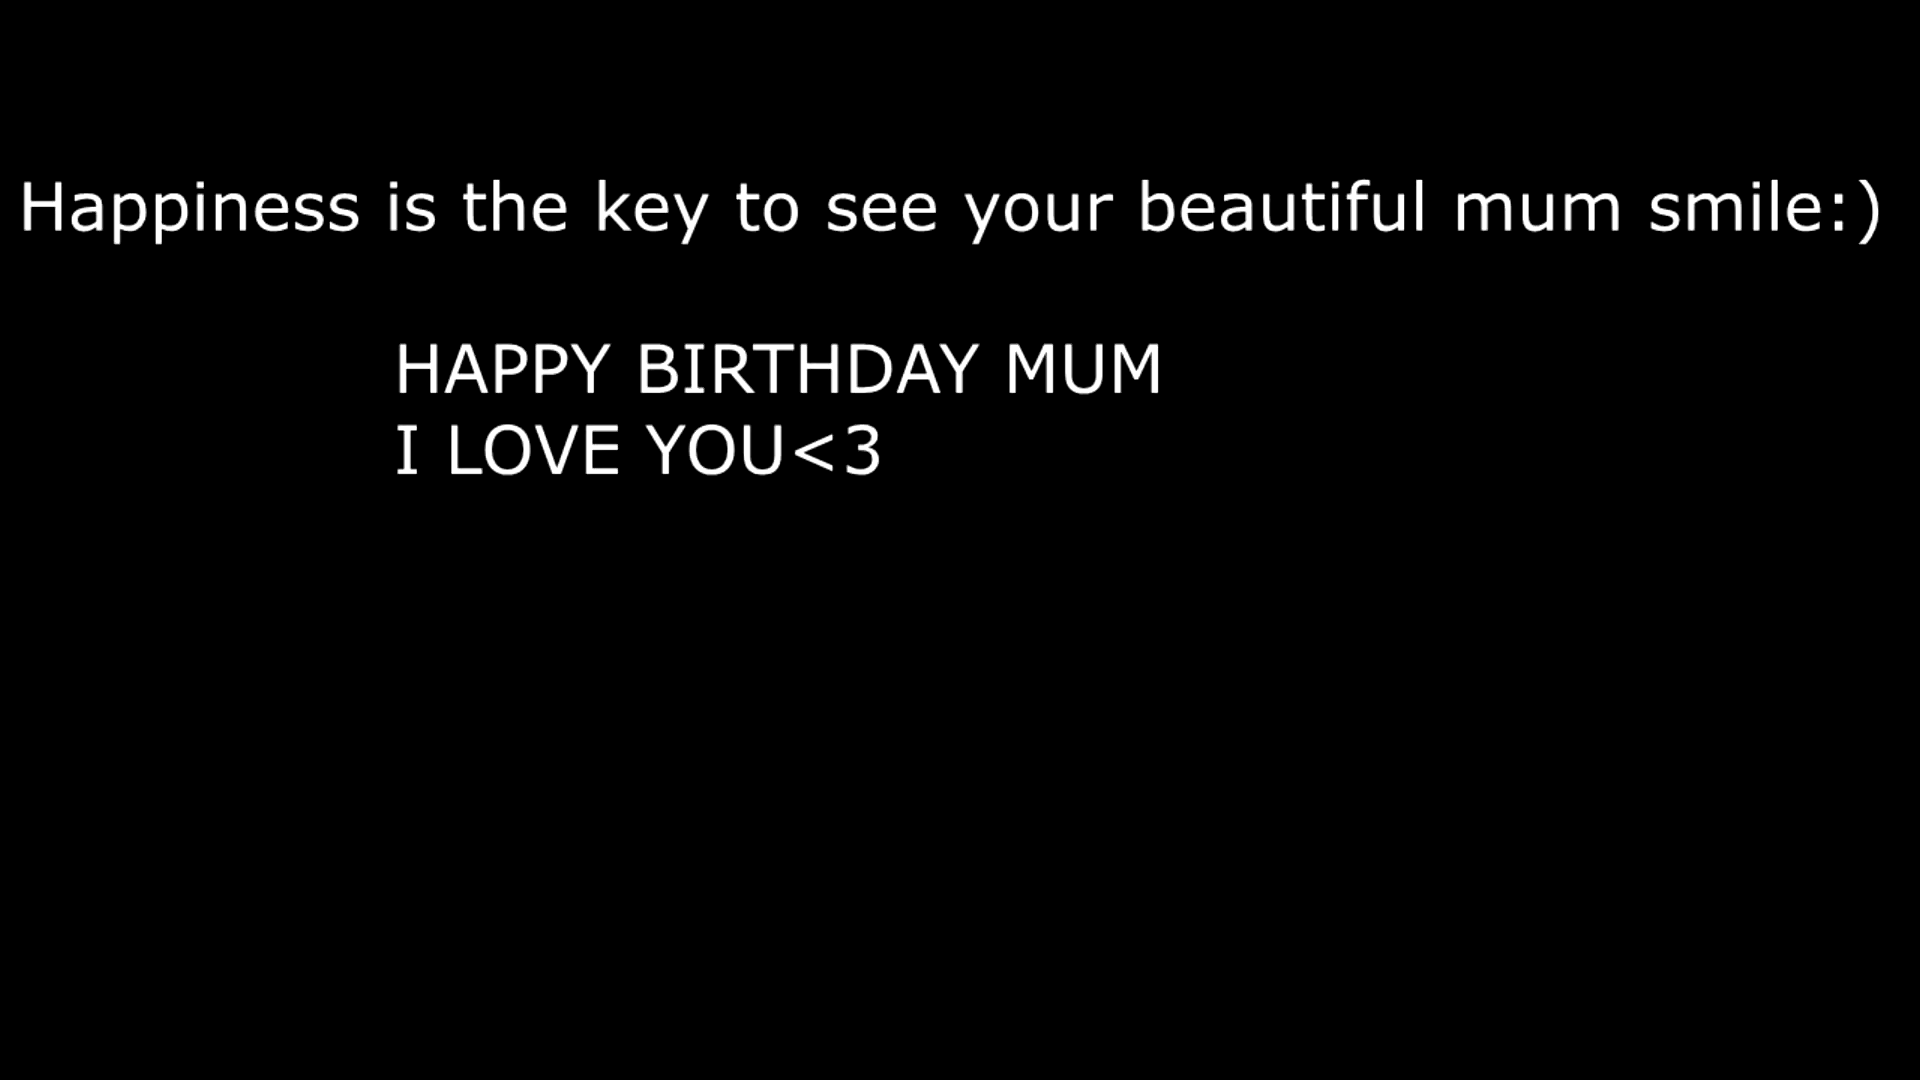 Happiness is the key to see your beautiful mum smile:)
HAPPY BIRTHDAY MUM
I LOVE YOU<3